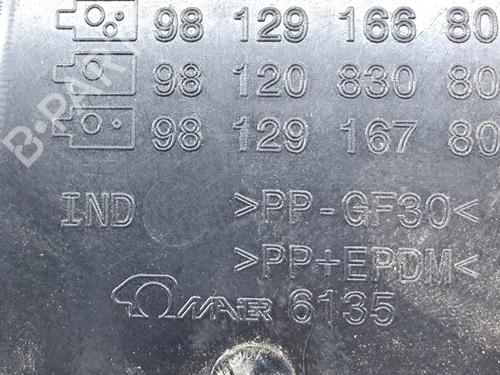 98 129 166 80
98 120 830 80
98 129 167 80
IND >PP-GF30<
>PP+EPDM<
MAIER 6135
B-PARTS